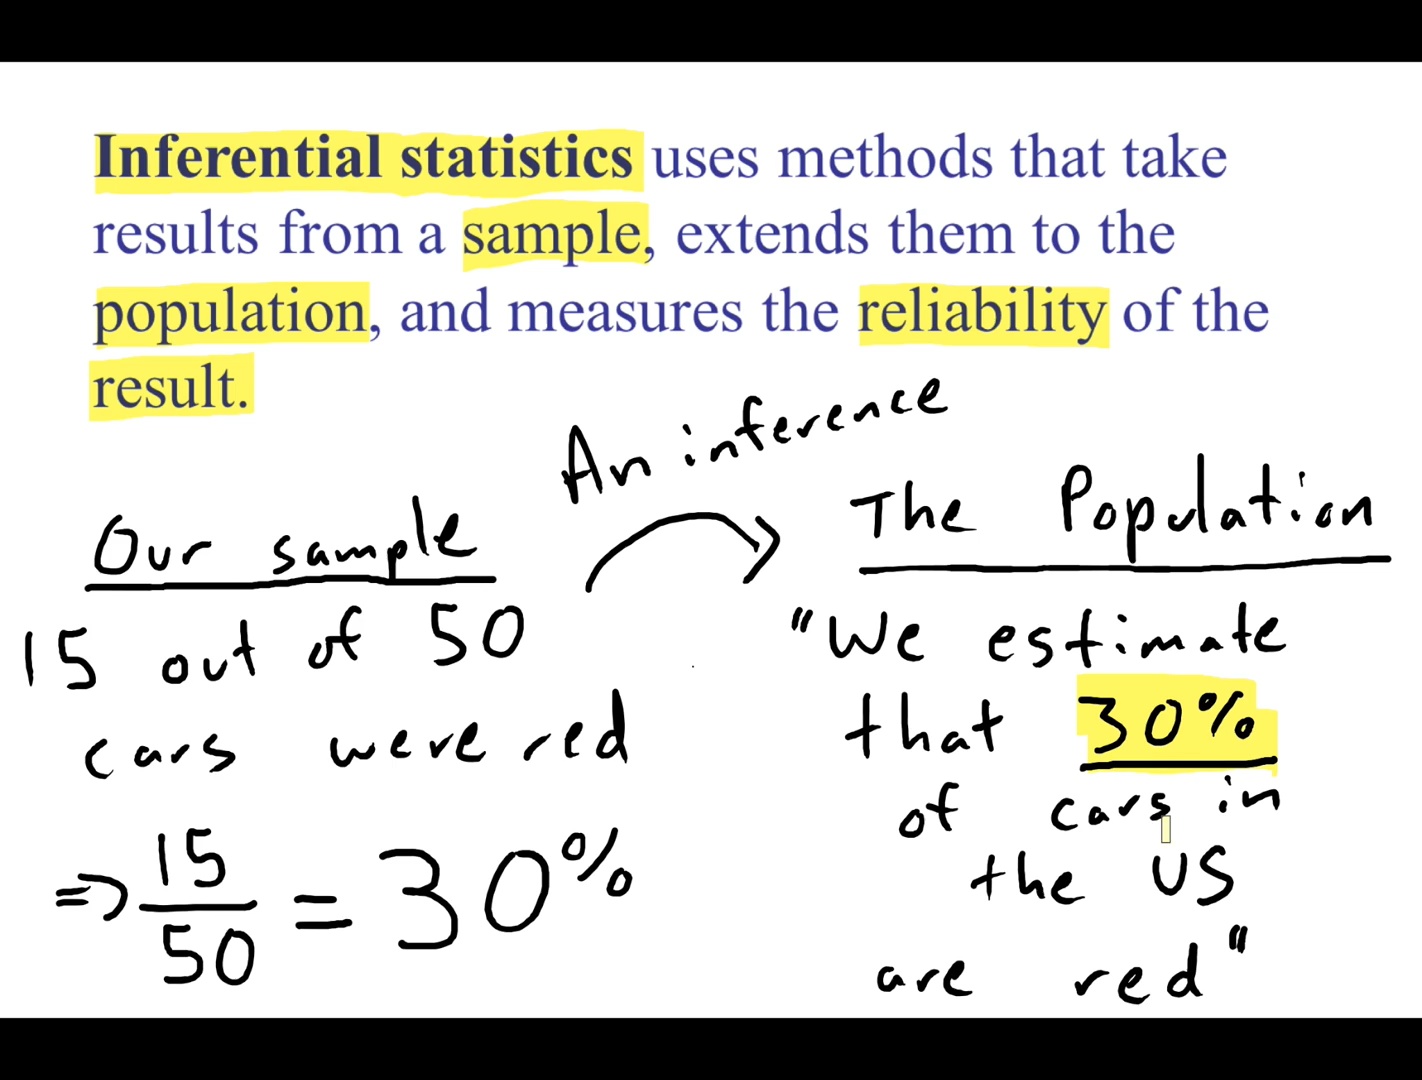 Inferential statistics uses methods that take
results from a sample, extends them to the
population, and measures the reliability of the
result.
An inference
Our sample
15 out of 50
cars were red
⇒ 15/50 = 30%
The Population
"We estimate
that 30%
of cars in
the US
are red"